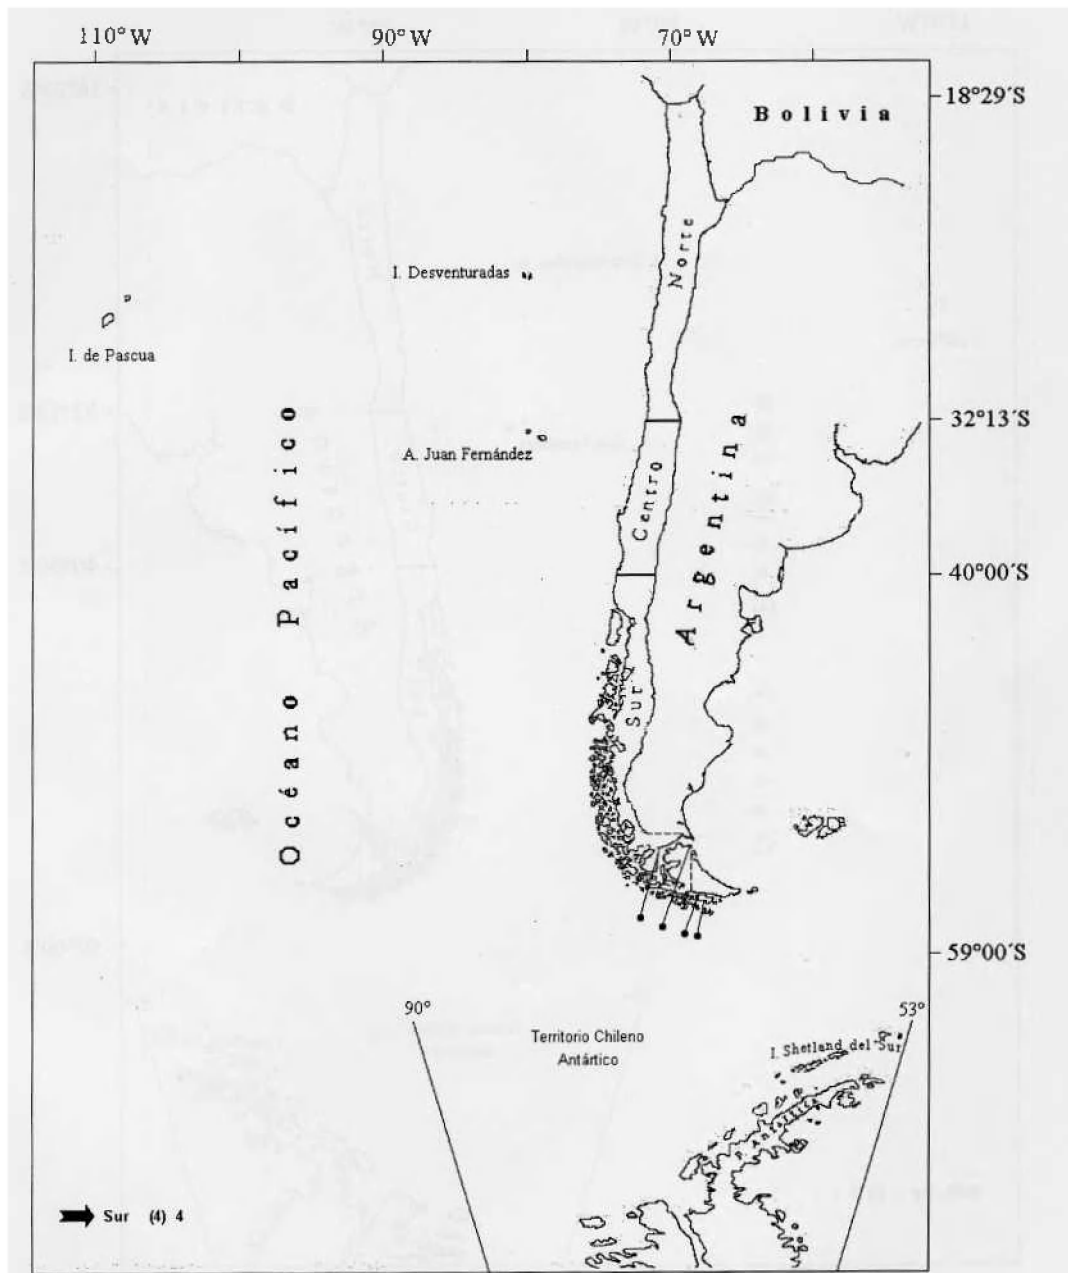 110°W 90°W 70°W
18°29´S
Bolivia
Norte
I. Desventuradas
I. de Pascua
32°13´S
A. Juan Fernández
Centro
Argentina
Océano Pacífico
40°00´S
Sur
59°00´S
90° 53°
Territorio Chileno
Antártico
I. Shetland del Sur
P. Antártica
Sur (4) 4